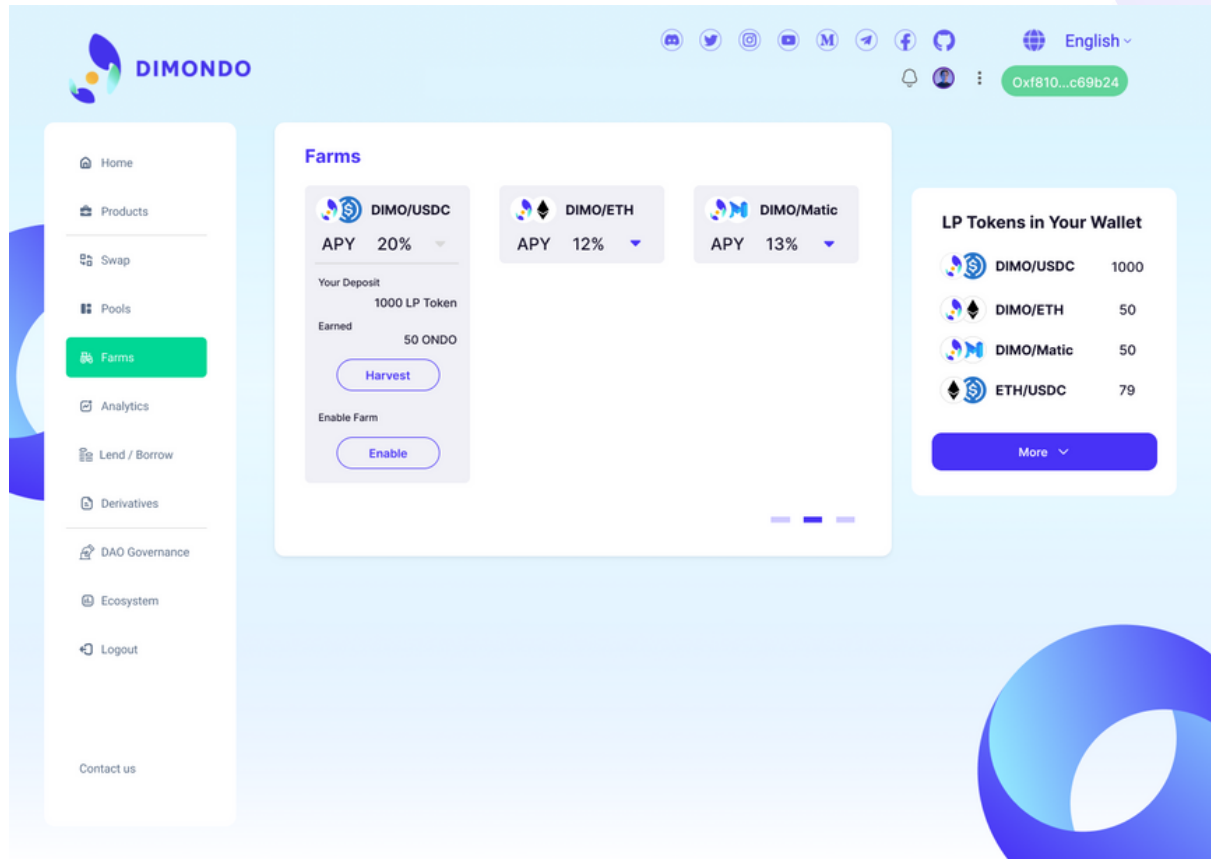 DIMONDO
English
0xf810...c69b24
Home
Products
Swap
Pools
Farms
Analytics
Lend / Borrow
Derivatives
DAO Governance
Ecosystem
Logout
Contact us
Farms
DIMO/USDC
APY 20%
Your Deposit
1000 LP Token
Earned
50 ONDO
Harvest
Enable Farm
Enable
DIMO/ETH
APY 12%
DIMO/Matic
APY 13%
LP Tokens in Your Wallet
DIMO/USDC 1000
DIMO/ETH 50
DIMO/Matic 50
ETH/USDC 79
More